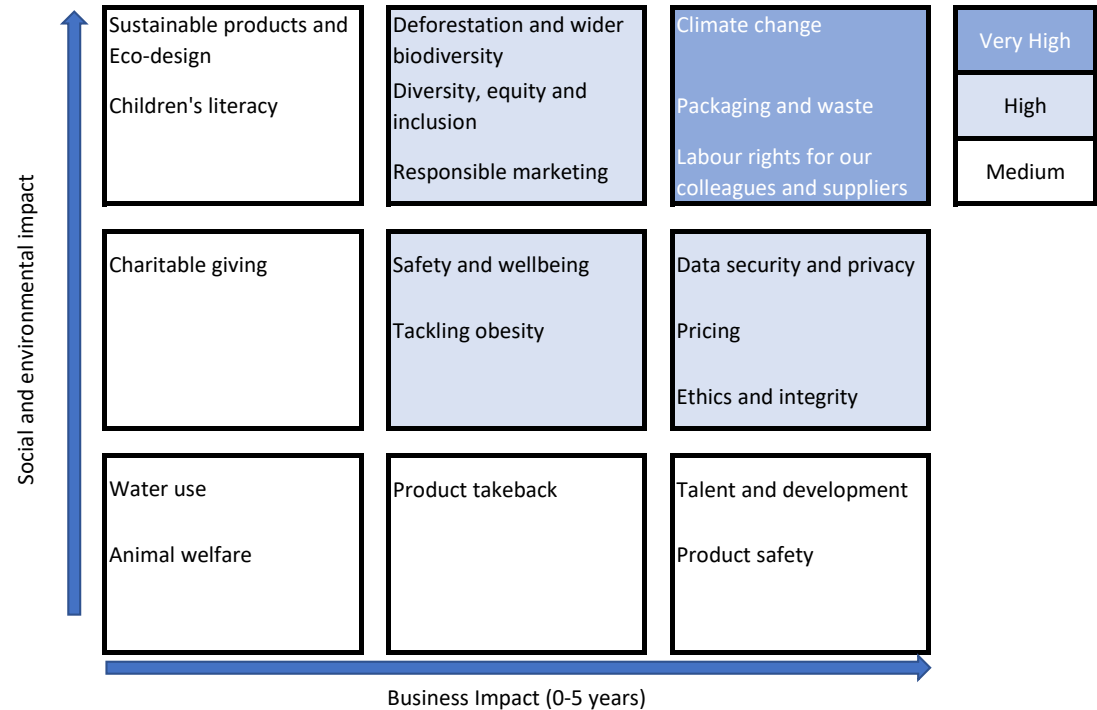 Social and environmental impact
Sustainable products and
Eco-design
Children's literacy
Deforestation and wider
biodiversity
Diversity, equity and
inclusion
Responsible marketing
Climate change
Packaging and waste
Labour rights for our
colleagues and suppliers
Very High
High
Medium
Charitable giving
Safety and wellbeing
Tackling obesity
Data security and privacy
Pricing
Ethics and integrity
Water use
Animal welfare
Product takeback
Talent and development
Product safety
Business Impact (0-5 years)